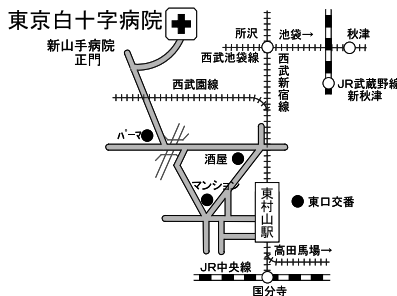 東京白十字病院
新山手病院
正門
所沢
池袋→
秋津
西武池袋線
西武新宿線
JR武蔵野線
新秋津
西武園線
パーマ
酒屋
マンション
東村山駅
東口交番
高田馬場→
JR中央線
国分寺